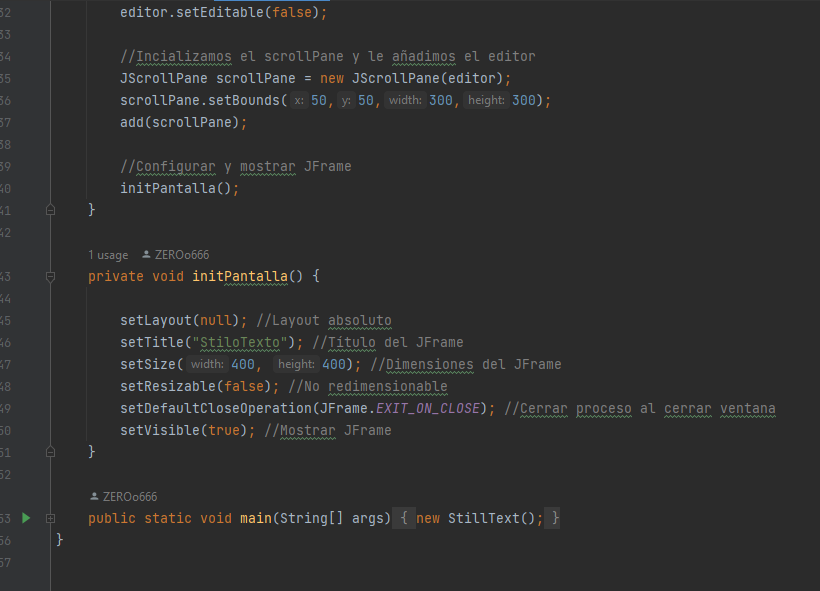 32 editor.setEditable(false);
33
34 //Incializamos el scrollPane y le añadimos el editor
35 JScrollPane scrollPane = new JScrollPane(editor);
36 scrollPane.setBounds( x: 50, y: 50, width: 300, height: 300);
37 add(scrollPane);
38
39 //Configurar y mostrar JFrame
40 initPantalla();
41 }
42
1 usage ZEROo666
43 private void initPantalla() {
44
45 setLayout(null); //Layout absoluto
46 setTitle("StiloTexto"); //Título del JFrame
47 setSize( width: 400, height: 400); //Dimensiones del JFrame
48 setResizable(false); //No redimensionable
49 setDefaultCloseOperation(JFrame.EXIT_ON_CLOSE); //Cerrar proceso al cerrar ventana
50 setVisible(true); //Mostrar JFrame
51 }
52
ZEROo666
53 public static void main(String[] args) { new StillText(); }
56 }
57